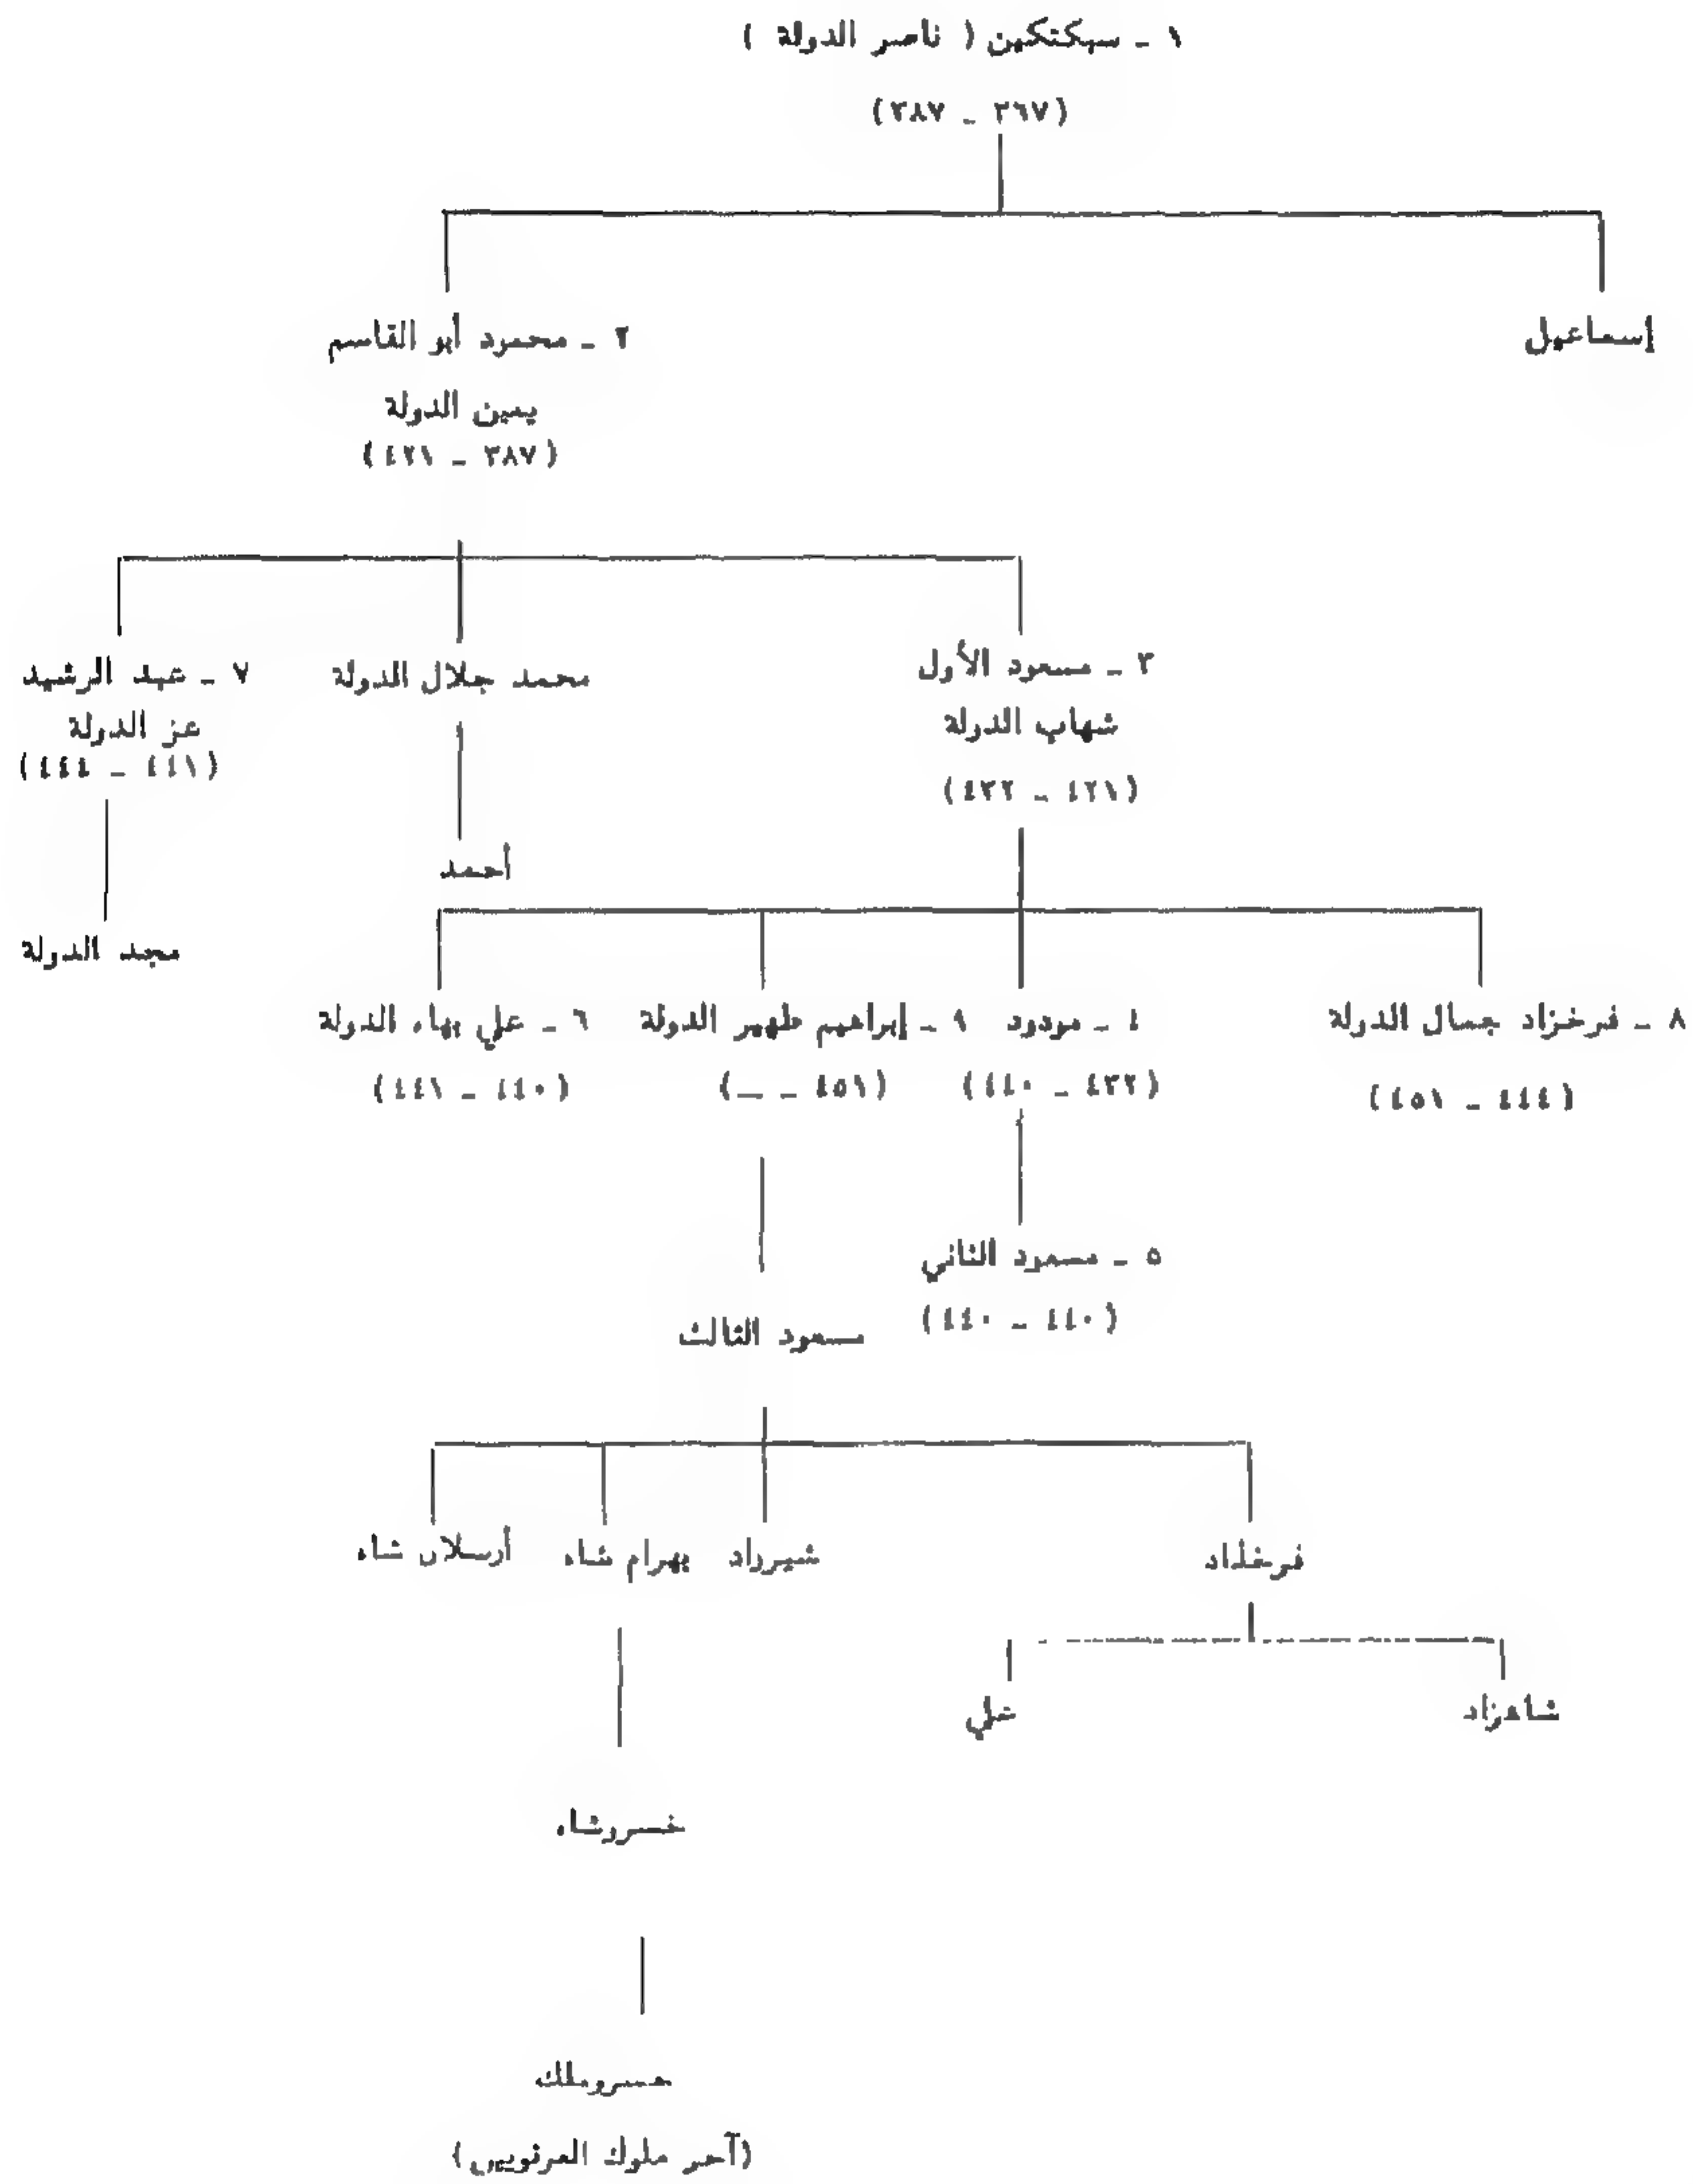 ١ - سبكتكين ( ناصر الدولة )
(٣٦٧ - ٣٨٧)
إسماعيل
٢ - محمود أبو القاسم
يمين الدولة
(٣٨٧ - ٤٢١)
٣ - مسعود الأول
شهاب الدولة
(٤٢١ - ٤٣٢)
محمد جلال الدولة
أحمد
٧ - عبد الرشيد
عز الدولة
(٤٤١ - ٤٤٤)
مجد الدولة
٨ - فرخزاد جمال الدولة
(٤٤٤ - ٤٥١)
٤ - مودود
(٤٣٢ - ٤٤٠)
٩ - إبراهيم ظهير الدولة
(٤٥١ - __)
٦ - علي بهاء الدولة
(٤٤٠ - ٤٤١)
٥ - مسعود الثاني
(٤٤٠ - ٤٤٠)
مسعود الثالث
فرخذاد
شيرزاد
بهرام شاه
أرسلان شاه
شاهزاد
علي
خسروشاه
خسروملك
(آخر ملوك الغزنويين)